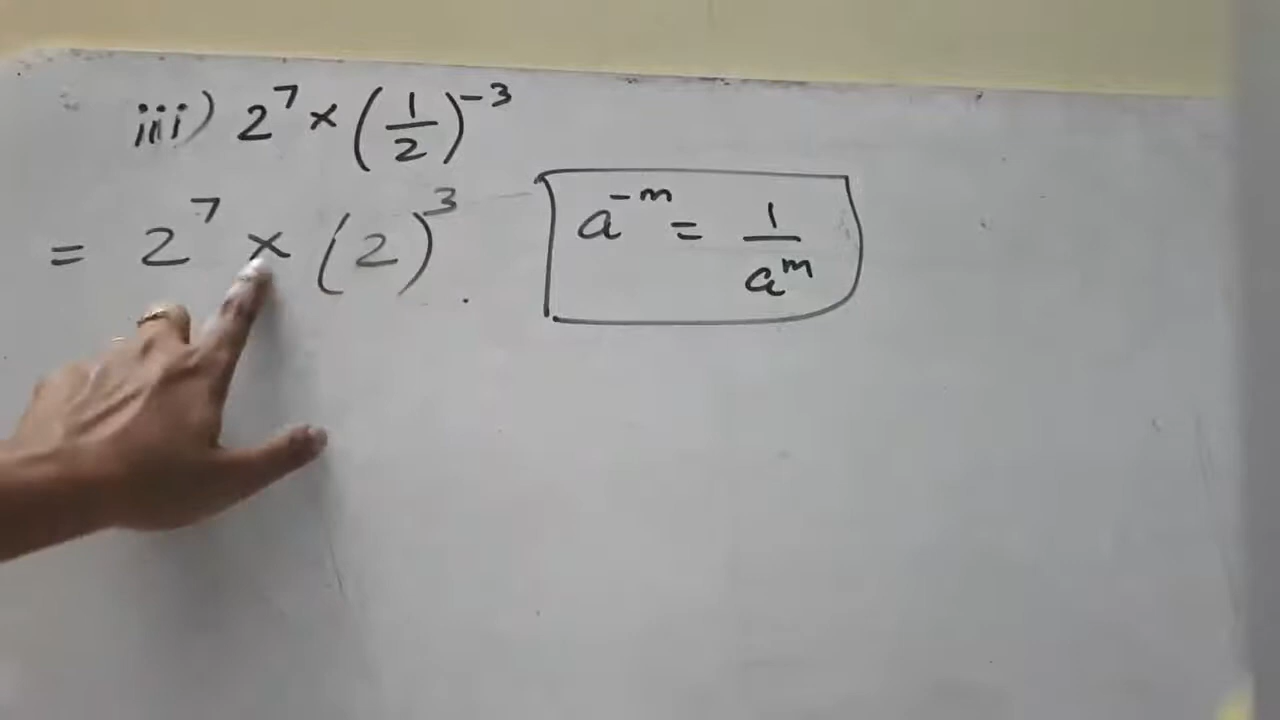 iii) 2⁷ × (1/2)⁻³
= 2⁷ × (2)³
a⁻ᵐ = 1/aᵐ